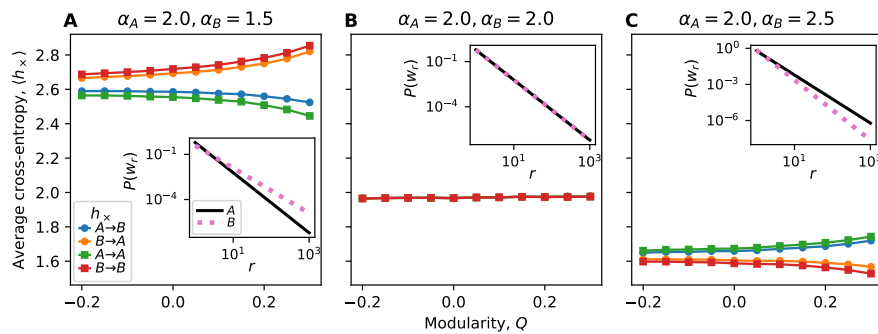 A
α_A = 2.0, α_B = 1.5
B
α_A = 2.0, α_B = 2.0
C
α_A = 2.0, α_B = 2.5
Average cross-entropy, ⟨h_×⟩
2.8
2.6
2.4
2.2
2.0
1.8
1.6
−0.2
0.0
0.2
P(w_r)
10^−1
10^−4
10^1
10^3
r
A
B
h_×
A→B
B→A
A→A
B→B
P(w_r)
10^−1
10^−4
10^1
10^3
r
−0.2
0.0
0.2
Modularity, Q
P(w_r)
10^0
10^−3
10^−6
10^1
10^3
r
−0.2
0.0
0.2